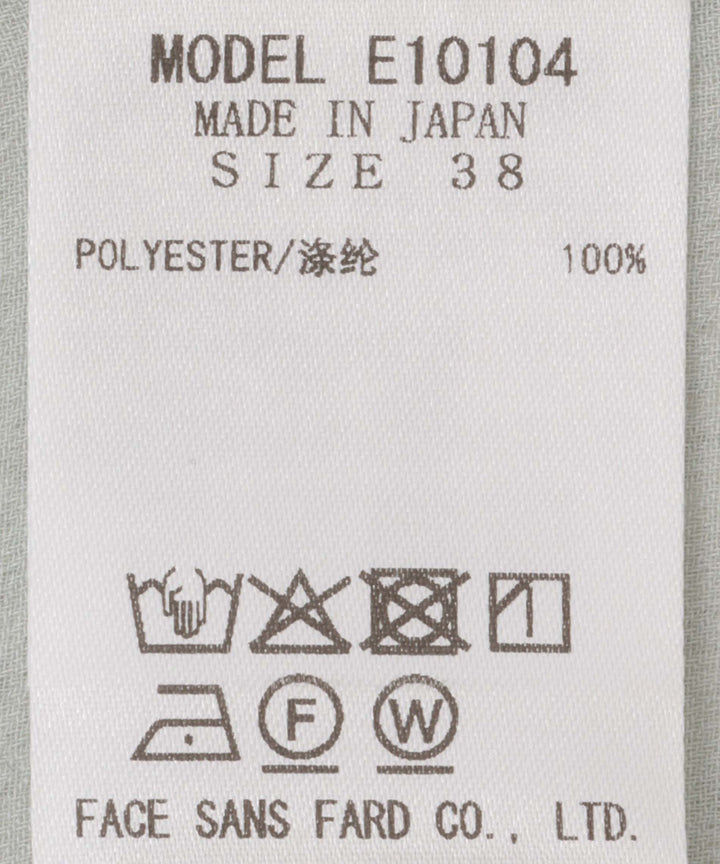 MODEL E10104
MADE IN JAPAN
SIZE 38
POLYESTER/涤纶 100%
F W
FACE SANS FARD CO., LTD.